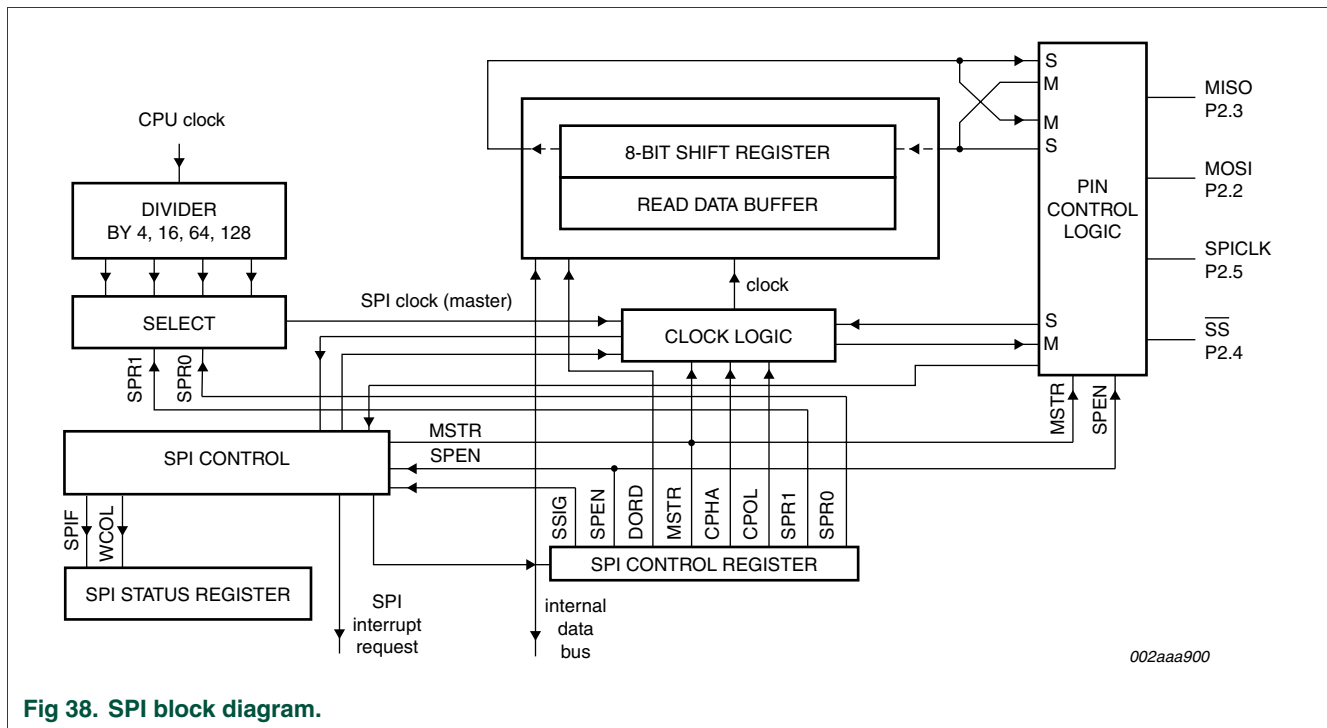 S
M
M
S
MISO
P2.3
CPU clock
8-BIT SHIFT REGISTER
READ DATA BUFFER
PIN
CONTROL
LOGIC
MOSI
P2.2
DIVIDER
BY 4, 16, 64, 128
SPICLK
P2.5
SPI clock (master)
clock
SELECT
CLOCK LOGIC
S
M
SS
P2.4
SPR1
SPR0
MSTR
SPEN
MSTR
SPEN
SPI CONTROL
SSIG
SPEN
DORD
MSTR
CPHA
CPOL
SPR1
SPR0
SPIF
WCOL
SPI CONTROL REGISTER
SPI STATUS REGISTER
SPI
interrupt
request
internal
data
bus
002aaa900
Fig 38. SPI block diagram.